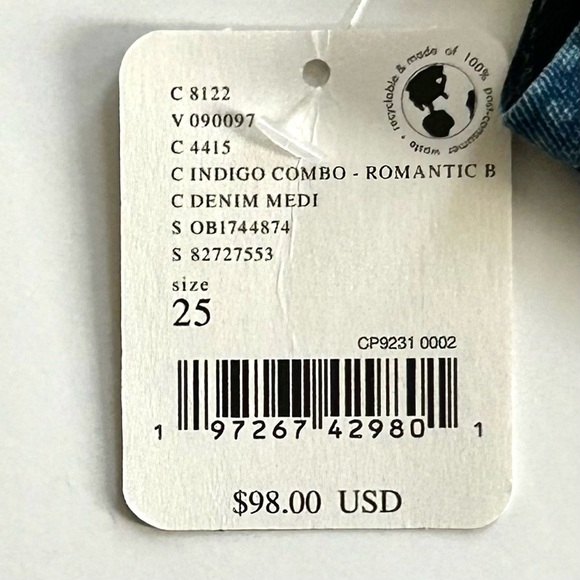 recyclable & made of 100% post-consumer waste •
C 8122
V 090097
C 4415
C INDIGO COMBO - ROMANTIC B
C DENIM MEDI
S OB1744874
S 82727553
size
25
CP9231 0002
1 97267 42980 1
$98.00 USD